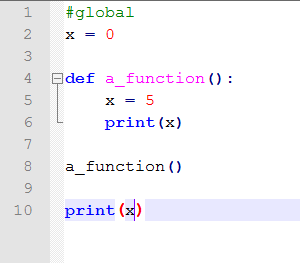 1 #global
2 x = 0
3
4 def a_function():
5     x = 5
6     print(x)
7
8 a_function()
9
10 print(x)